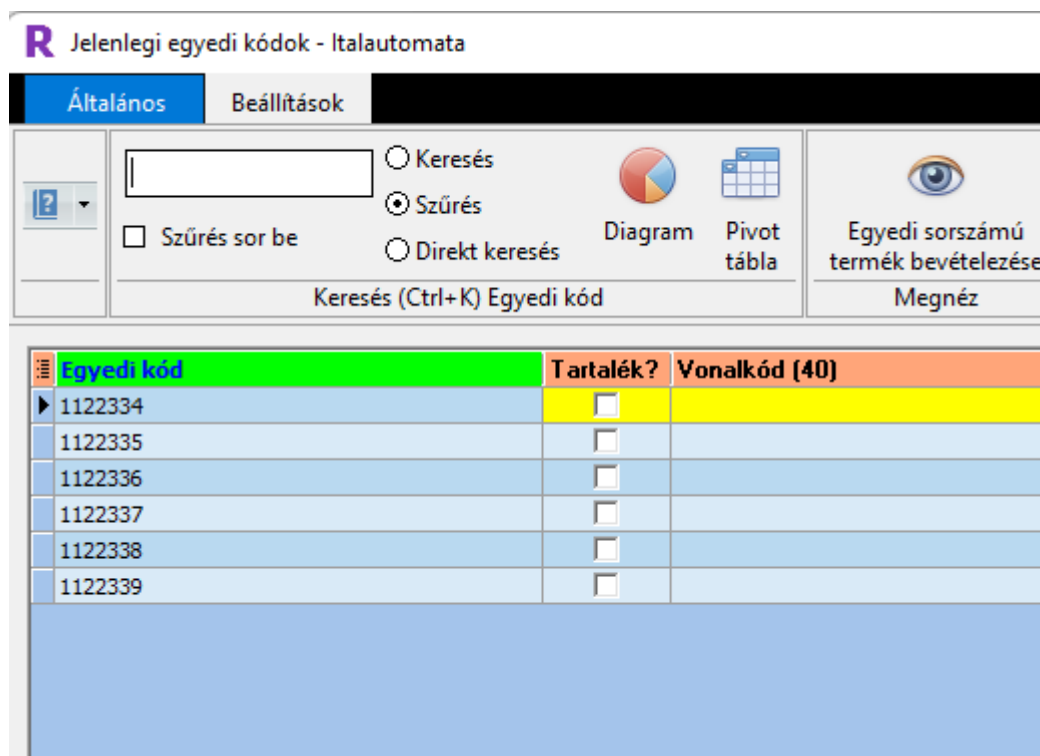 R Jelenlegi egyedi kódok - Italautomata
Általános Beállítások
Keresés
Szűrés
Direkt keresés
Szűrés sor be
Diagram
Pivot
tábla
Egyedi sorszámú
termék bevételezése
Keresés (Ctrl+K) Egyedi kód
Megnéz
Egyedi kód Tartalék? Vonalkód (40)
1122334
1122335
1122336
1122337
1122338
1122339